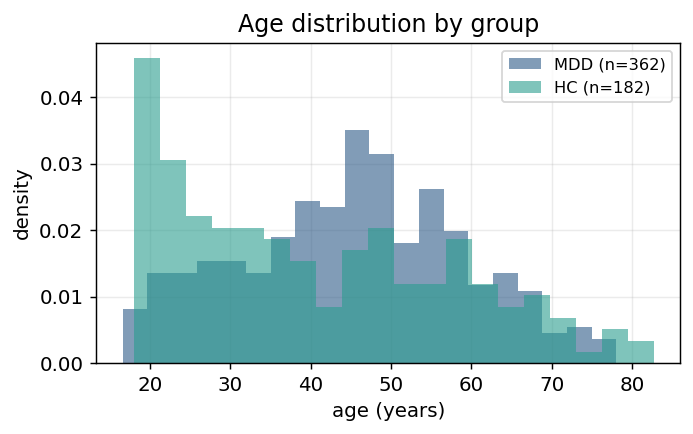 Age distribution by group
MDD (n=362)
HC (n=182)
density
0.04
0.03
0.02
0.01
0.00
20 30 40 50 60 70 80
age (years)